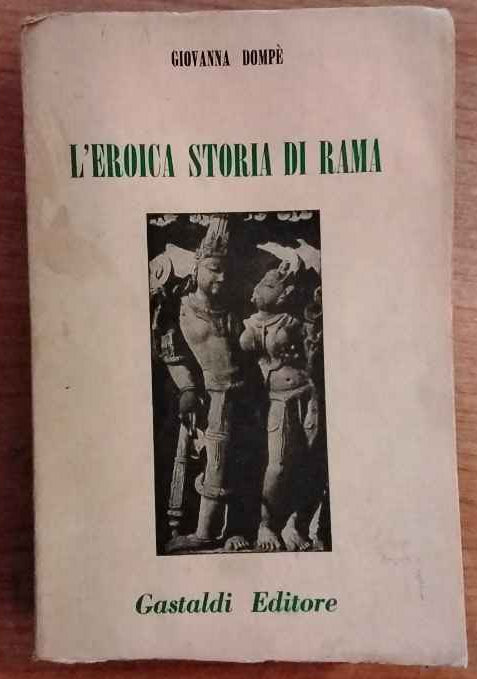 GIOVANNA DOMPÈ
L'EROICA STORIA DI RAMA
Gastaldi Editore